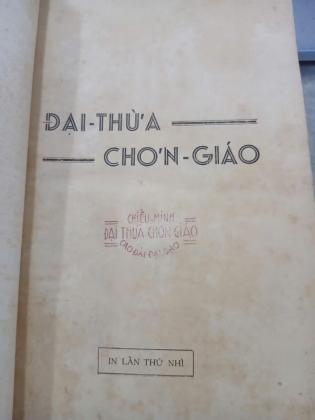 ĐẠI-THỪA
CHƠN-GIÁO
CHIẾU-MINH
ĐẠI THỪA CHƠN GIÁO
CAO ĐÀI ĐẠI ĐẠO
IN LẦN THỨ NHÌ